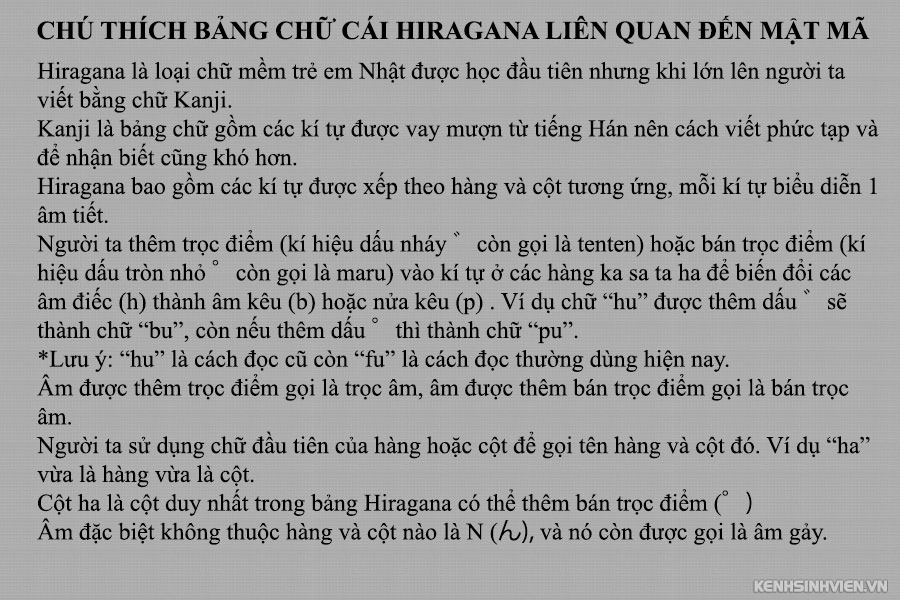 CHÚ THÍCH BẢNG CHỮ CÁI HIRAGANA LIÊN QUAN ĐẾN MẬT MÃ
Hiragana là loại chữ mềm trẻ em Nhật được học đầu tiên nhưng khi lớn lên người ta
viết bằng chữ Kanji.
Kanji là bảng chữ gồm các kí tự được vay mượn từ tiếng Hán nên cách viết phức tạp và
để nhận biết cũng khó hơn.
Hiragana bao gồm các kí tự được xếp theo hàng và cột tương ứng, mỗi kí tự biểu diễn 1
âm tiết.
Người ta thêm trọc điểm (kí hiệu dấu nháy ゛ còn gọi là tenten) hoặc bán trọc điểm (kí
hiệu dấu tròn nhỏ ゜ còn gọi là maru) vào kí tự ở các hàng ka sa ta ha để biến đổi các
âm điếc (h) thành âm kêu (b) hoặc nửa kêu (p) . Ví dụ chữ “hu” được thêm dấu ゛ sẽ
thành chữ “bu”, còn nếu thêm dấu ゜ thì thành chữ “pu”.
*Lưu ý: “hu” là cách đọc cũ còn “fu” là cách đọc thường dùng hiện nay.
Âm được thêm trọc điểm gọi là trọc âm, âm được thêm bán trọc điểm gọi là bán trọc
âm.
Người ta sử dụng chữ đầu tiên của hàng hoặc cột để gọi tên hàng và cột đó. Ví dụ “ha”
vừa là hàng vừa là cột.
Cột ha là cột duy nhất trong bảng Hiragana có thể thêm bán trọc điểm (゜ )
Âm đặc biệt không thuộc hàng và cột nào là N (ん), và nó còn được gọi là âm gảy.
KENHSINHVIEN.VN